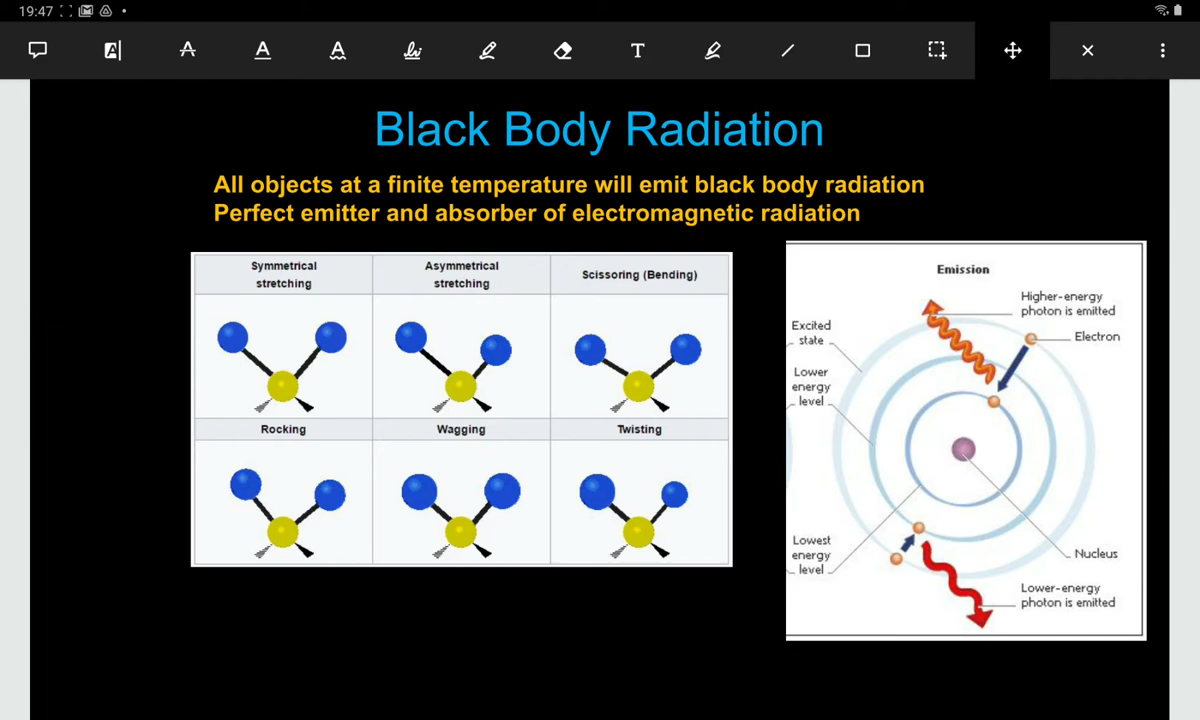 19:47
Black Body Radiation
All objects at a finite temperature will emit black body radiation
Perfect emitter and absorber of electromagnetic radiation
Symmetrical
stretching
Asymmetrical
stretching
Scissoring (Bending)
Rocking
Wagging
Twisting
Emission
Higher-energy
photon is emitted
Excited
state
Electron
Lower
energy
level
Lowest
energy
level
Nucleus
Lower-energy
photon is emitted